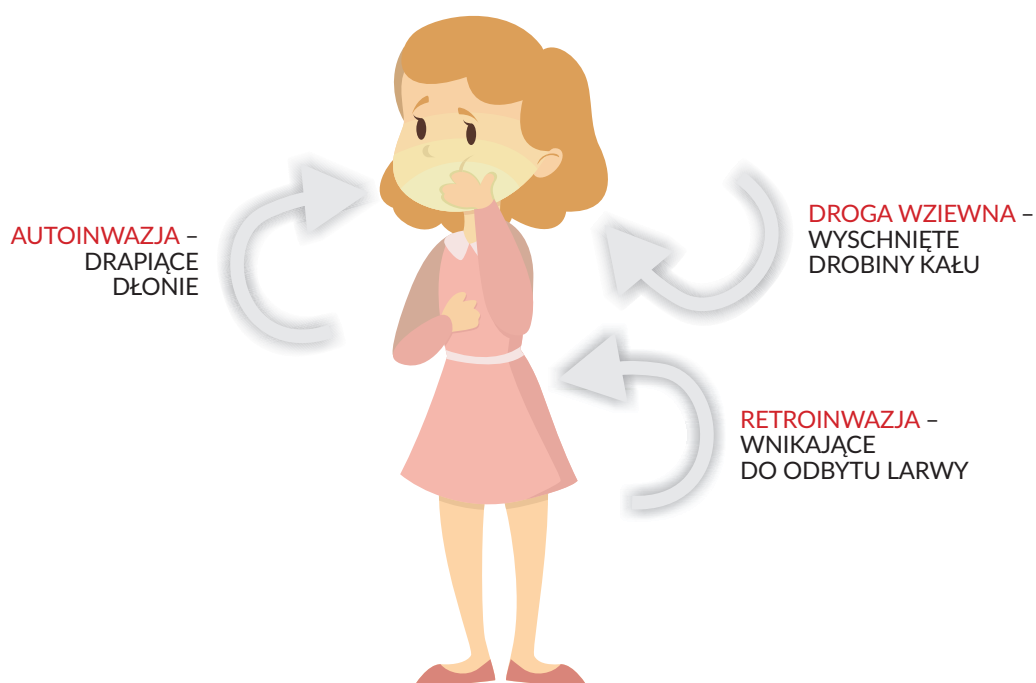 AUTOINWAZJA –
DRAPIĄCE
DŁONIE
DROGA WZIEWNA –
WYSCHNIĘTE
DROBINY KAŁU
RETROINWAZJA –
WNIKAJĄCE
DO ODBYTU LARWY